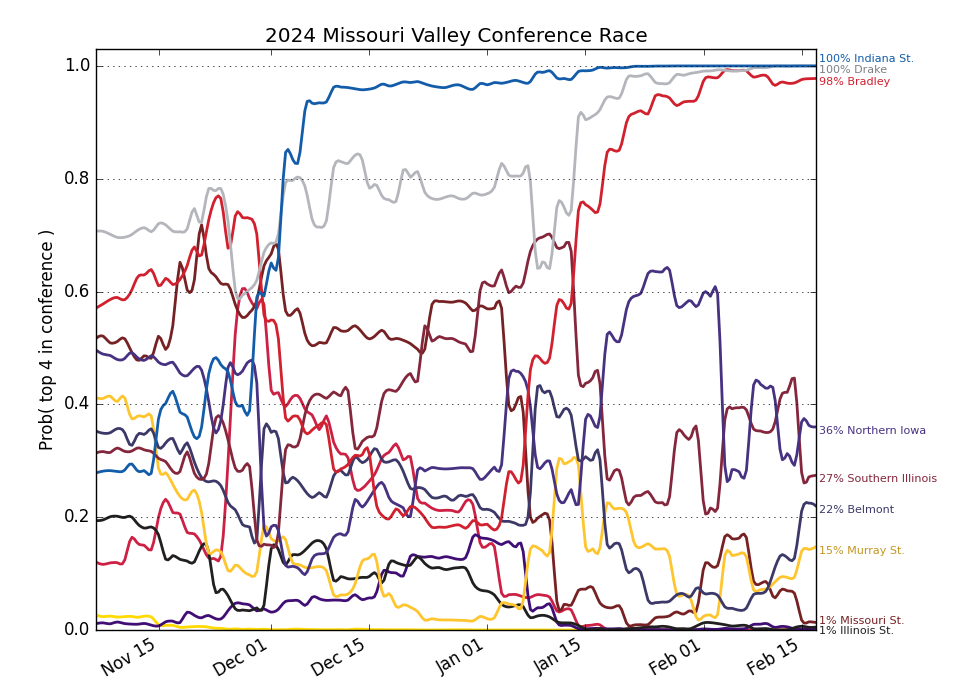 2024 Missouri Valley Conference Race
Prob( top 4 in conference )
1.0
0.8
0.6
0.4
0.2
0.0
Nov 15
Dec 01
Dec 15
Jan 01
Jan 15
Feb 01
Feb 15
100% Indiana St.
100% Drake
98% Bradley
36% Northern Iowa
27% Southern Illinois
22% Belmont
15% Murray St.
1% Missouri St.
1% Illinois St.